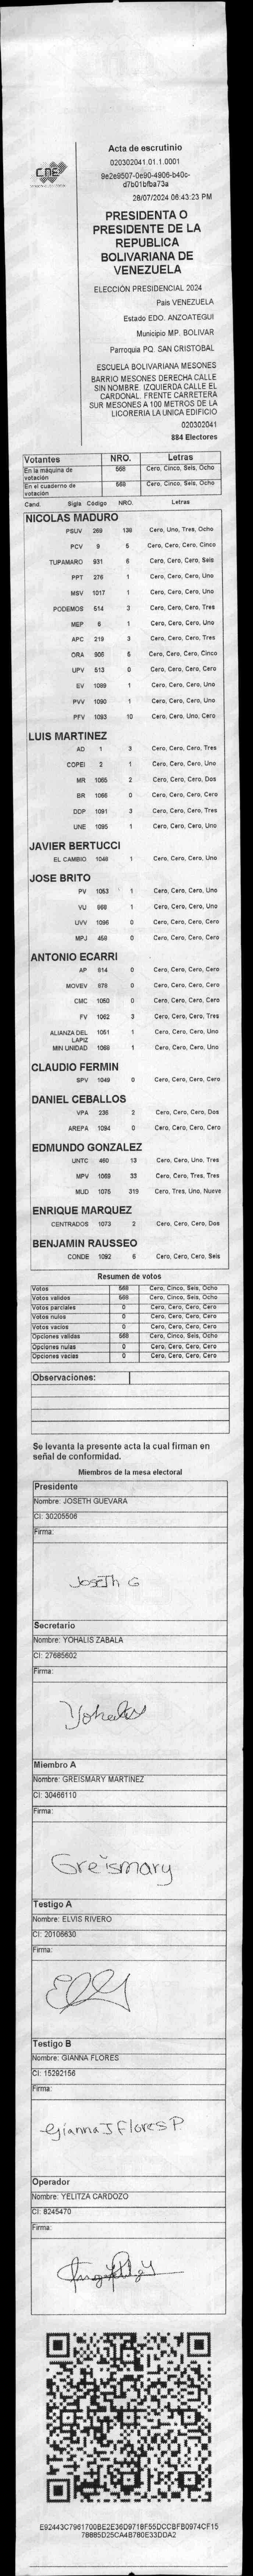 CNE
Acta de escrutinio
020302041.01.1.0001
9e2e9507-0e90-4906-b40c-
d7b01bfba73a
28/07/2024 06:43:23 PM
PRESIDENTA O
PRESIDENTE DE LA
REPUBLICA
BOLIVARIANA DE
VENEZUELA
ELECCIÓN PRESIDENCIAL 2024
País VENEZUELA
Estado EDO. ANZOATEGUI
Municipio MP. BOLIVAR
Parroquia PQ. SAN CRISTOBAL
ESCUELA BOLIVARIANA MESONES
BARRIO MESONES DERECHA CALLE
SIN NOMBRE. IZQUIERDA CALLE EL
CARDONAL. FRENTE CARRETERA
SUR MESONES A 100 METROS DE LA
LICORERIA LA UNICA EDIFICIO
020302041
884 Electores
Votantes NRO. Letras
En la máquina de votación 568 Cero, Cinco, Seis, Ocho
En el cuaderno de votación 568 Cero, Cinco, Seis, Ocho
Cand. Sigla Código NRO. Letras
NICOLAS MADURO
PSUV 269 138 Cero, Uno, Tres, Ocho
PCV 9 5 Cero, Cero, Cero, Cinco
TUPAMARO 931 6 Cero, Cero, Cero, Seis
PPT 276 1 Cero, Cero, Cero, Uno
MSV 1017 1 Cero, Cero, Cero, Uno
PODEMOS 514 3 Cero, Cero, Cero, Tres
MEP 6 1 Cero, Cero, Cero, Uno
APC 219 3 Cero, Cero, Cero, Tres
ORA 906 5 Cero, Cero, Cero, Cinco
UPV 513 0 Cero, Cero, Cero, Cero
EV 1089 1 Cero, Cero, Cero, Uno
PVV 1090 1 Cero, Cero, Cero, Uno
PFV 1093 10 Cero, Cero, Uno, Cero
LUIS MARTINEZ
AD 1 3 Cero, Cero, Cero, Tres
COPEI 2 1 Cero, Cero, Cero, Uno
MR 1065 2 Cero, Cero, Cero, Dos
BR 1066 0 Cero, Cero, Cero, Cero
DDP 1091 3 Cero, Cero, Cero, Tres
UNE 1095 1 Cero, Cero, Cero, Uno
JAVIER BERTUCCI
EL CAMBIO 1048 1 Cero, Cero, Cero, Uno
JOSE BRITO
PV 1053 1 Cero, Cero, Cero, Uno
VU 968 1 Cero, Cero, Cero, Uno
UVV 1096 0 Cero, Cero, Cero, Cero
MPJ 458 0 Cero, Cero, Cero, Cero
ANTONIO ECARRI
AP 814 0 Cero, Cero, Cero, Cero
MOVEV 878 0 Cero, Cero, Cero, Cero
CMC 1050 0 Cero, Cero, Cero, Cero
FV 1062 3 Cero, Cero, Cero, Tres
ALIANZA DEL LAPIZ 1051 1 Cero, Cero, Cero, Uno
MIN UNIDAD 1068 1 Cero, Cero, Cero, Uno
CLAUDIO FERMIN
SPV 1049 0 Cero, Cero, Cero, Cero
DANIEL CEBALLOS
VPA 236 2 Cero, Cero, Cero, Dos
AREPA 1094 0 Cero, Cero, Cero, Cero
EDMUNDO GONZALEZ
UNTC 460 13 Cero, Cero, Uno, Tres
MPV 1069 33 Cero, Cero, Tres, Tres
MUD 1075 319 Cero, Tres, Uno, Nueve
ENRIQUE MARQUEZ
CENTRADOS 1073 2 Cero, Cero, Cero, Dos
BENJAMIN RAUSSEO
CONDE 1092 6 Cero, Cero, Cero, Seis
Resumen de votos
Votos 568 Cero, Cinco, Seis, Ocho
Votos validos 568 Cero, Cinco, Seis, Ocho
Votos parciales 0 Cero, Cero, Cero, Cero
Votos nulos 0 Cero, Cero, Cero, Cero
Votos vacios 0 Cero, Cero, Cero, Cero
Opciones validas 568 Cero, Cinco, Seis, Ocho
Opciones nulas 0 Cero, Cero, Cero, Cero
Opciones vacias 0 Cero, Cero, Cero, Cero
Observaciones:
Se levanta la presente acta la cual firman en
señal de conformidad.
Miembros de la mesa electoral
Presidente
Nombre: JOSETH GUEVARA
CI: 30205506
Firma:
Joseth G
Secretario
Nombre: YOHALIS ZABALA
CI: 27685602
Firma:
Yohalis
Miembro A
Nombre: GREISMARY MARTINEZ
CI: 30466110
Firma:
Greismary
Testigo A
Nombre: ELVIS RIVERO
CI: 20106630
Firma:
Testigo B
Nombre: GIANNA FLORES
CI: 15292156
Firma:
Gianna J Flores P.
Operador
Nombre: YELITZA CARDOZO
CI: 8245470
Firma:
E92443C7961700BE2E36D9718F55DCCBFB0974CF15
78885D25CA4B780E33DDA2